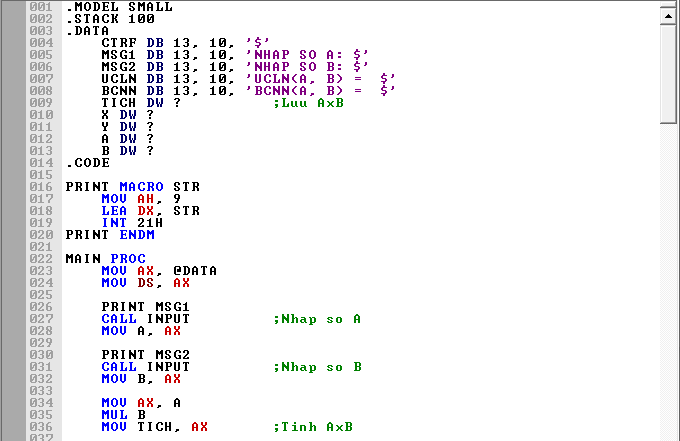 001 .MODEL SMALL
002 .STACK 100
003 .DATA
004 CTRF DB 13, 10, '$'
005 MSG1 DB 13, 10, 'NHAP SO A: $'
006 MSG2 DB 13, 10, 'NHAP SO B: $'
007 UCLN DB 13, 10, 'UCLN(A, B) =  $'
008 BCNN DB 13, 10, 'BCNN(A, B) =  $'
009 TICH DW ? ;Luu AxB
010 X DW ?
011 Y DW ?
012 A DW ?
013 B DW ?
014 .CODE
015
016 PRINT MACRO STR
017 MOV AH, 9
018 LEA DX, STR
019 INT 21H
020 PRINT ENDM
021
022 MAIN PROC
023 MOV AX, @DATA
024 MOV DS, AX
025
026 PRINT MSG1
027 CALL INPUT ;Nhap so A
028 MOV A, AX
029
030 PRINT MSG2
031 CALL INPUT ;Nhap so B
032 MOV B, AX
033
034 MOV AX, A
035 MUL B
036 MOV TICH, AX ;Tinh AxB
037